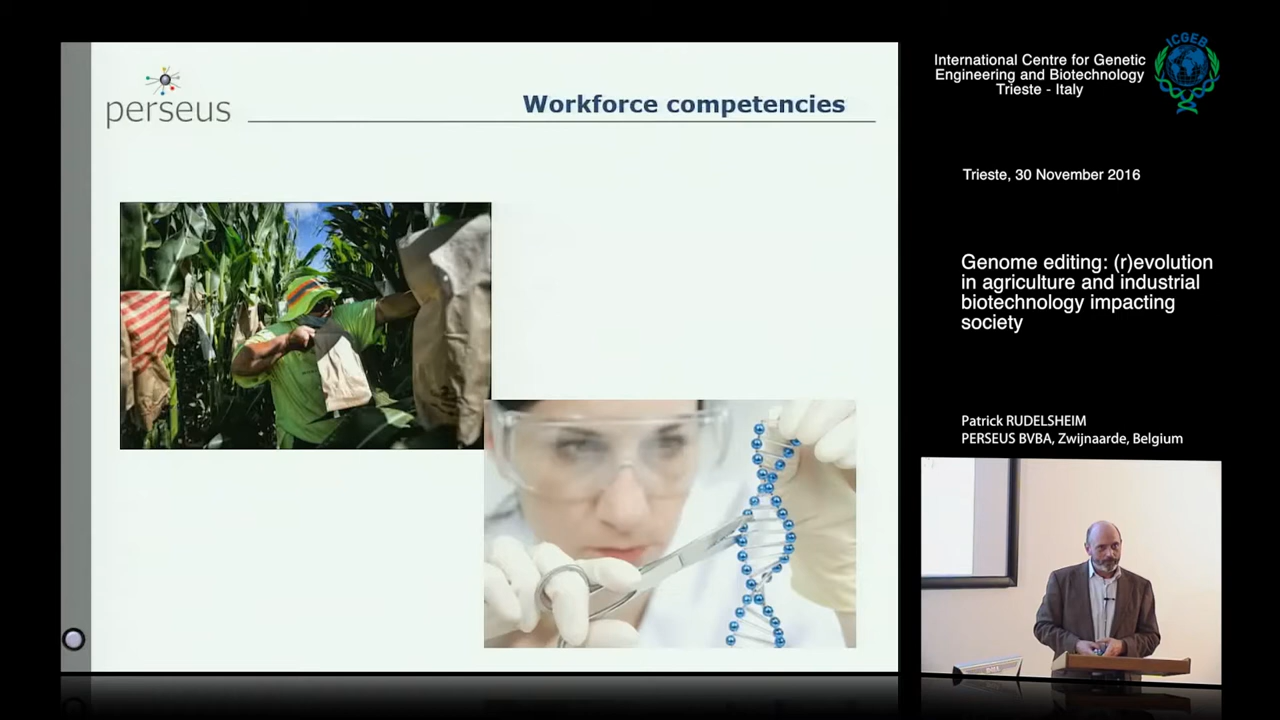 perseus
Workforce competencies
ICGEB
International Centre for Genetic
Engineering and Biotechnology
Trieste - Italy
Trieste, 30 November 2016
Genome editing: (r)evolution
in agriculture and industrial
biotechnology impacting
society
Patrick RUDELSHEIM
PERSEUS BVBA, Zwijnaarde, Belgium